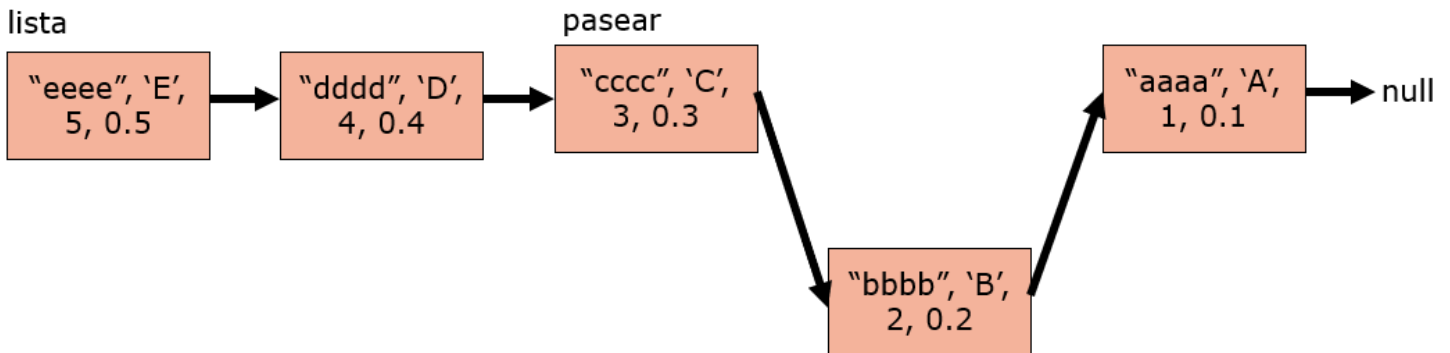 lista
pasear
“eeee”, ‘E’,
5, 0.5
“dddd”, ‘D’,
4, 0.4
“cccc”, ‘C’,
3, 0.3
“aaaa”, ‘A’,
1, 0.1
null
“bbbb”, ‘B’,
2, 0.2